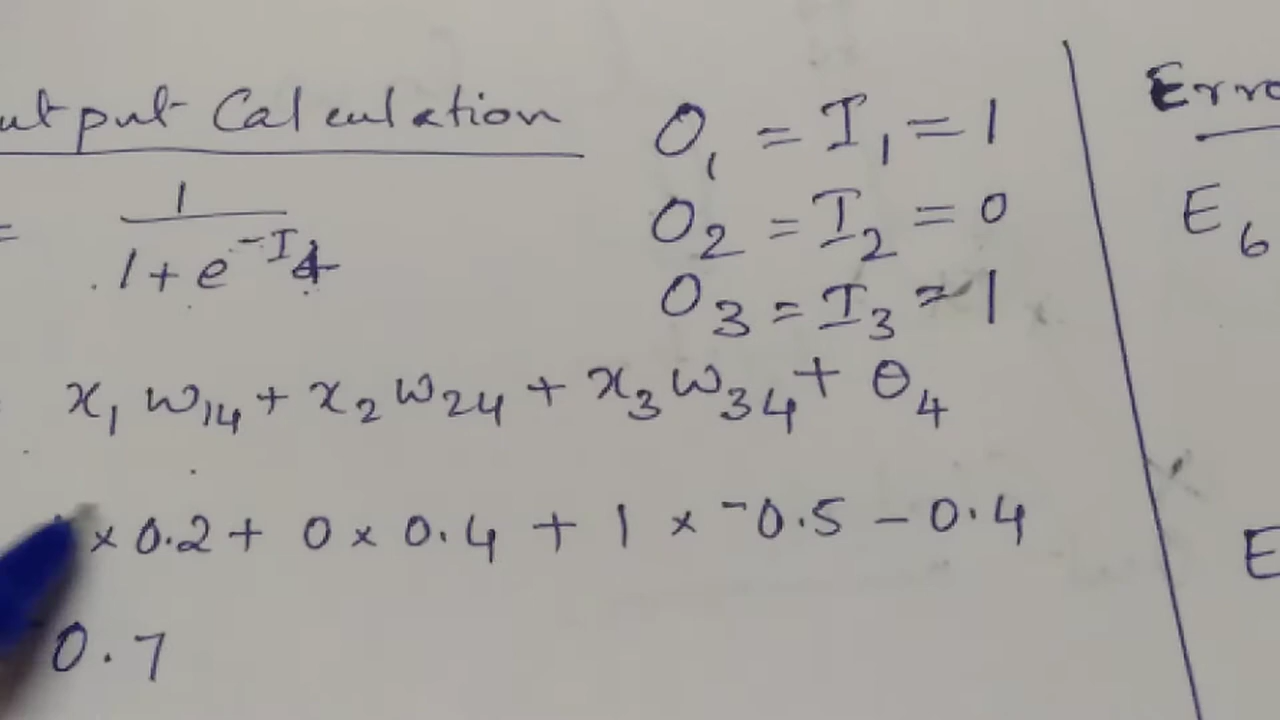 utput Calculation
O₁ = I₁ = 1
Erro
= 1 / 1 + e^-I₄
O₂ = I₂ = 0
E₆
O₃ = I₃ = 1
x₁ w₁₄ + x₂ w₂₄ + x₃ w₃₄ + θ₄
× 0.2 + 0 × 0.4 + 1 × -0.5 - 0.4
E
0.7